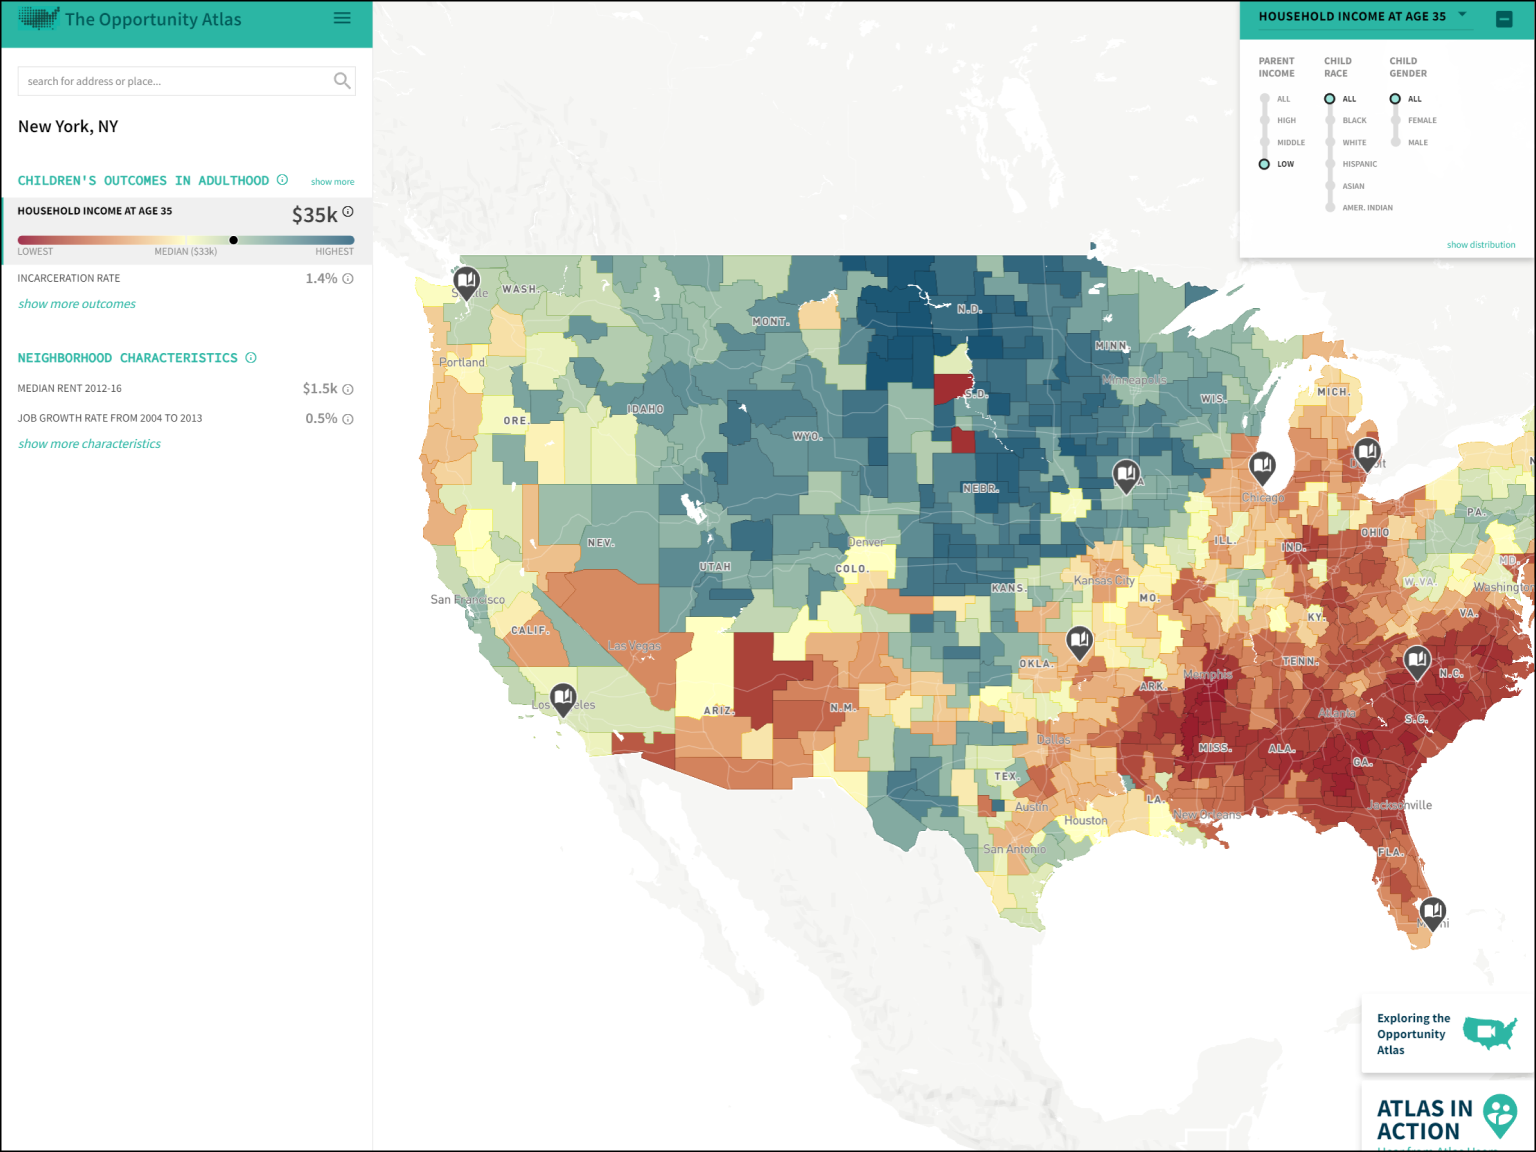 The Opportunity Atlas
search for address or place...
New York, NY
CHILDREN'S OUTCOMES IN ADULTHOOD
show more
HOUSEHOLD INCOME AT AGE 35
$35k
LOWEST
MEDIAN ($33k)
HIGHEST
INCARCERATION RATE
1.4%
show more outcomes
NEIGHBORHOOD CHARACTERISTICS
MEDIAN RENT 2012-16
$1.5k
JOB GROWTH RATE FROM 2004 TO 2013
0.5%
show more characteristics
HOUSEHOLD INCOME AT AGE 35
PARENT INCOME
ALL
HIGH
MIDDLE
LOW
CHILD RACE
ALL
BLACK
WHITE
HISPANIC
ASIAN
AMER. INDIAN
CHILD GENDER
ALL
FEMALE
MALE
show distribution
WASH.
MONT.
N.D.
MINN.
Portland
Minneapolis
S.D.
WIS.
MICH.
IDAHO
ORE.
WYO.
NEBR.
Chicago
PA.
NEV.
Denver
ILL.
IND.
OHIO
UTAH
COLO.
MD.
San Francisco
KANS.
Kansas City
MO.
W.VA.
Washington
CALIF.
KY.
VA.
Las Vegas
OKLA.
TENN.
N.C.
Memphis
ARK.
ARIZ.
N.M.
Atlanta
S.C.
Dallas
MISS.
ALA.
GA.
TEX.
Austin
LA.
New Orleans
Jacksonville
Houston
San Antonio
FLA.
Exploring the
Opportunity
Atlas
ATLAS IN
ACTION